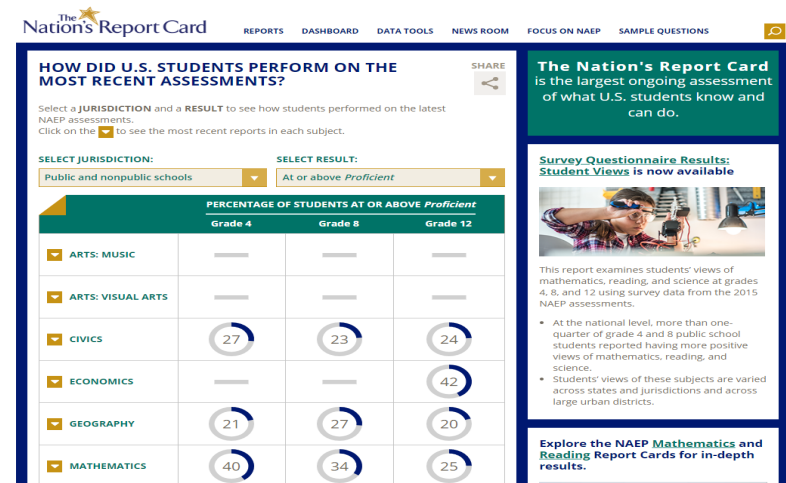 The
Nation's Report Card
REPORTS DASHBOARD DATA TOOLS NEWS ROOM FOCUS ON NAEP SAMPLE QUESTIONS
HOW DID U.S. STUDENTS PERFORM ON THE
MOST RECENT ASSESSMENTS?
SHARE
Select a JURISDICTION and a RESULT to see how students performed on the latest
NAEP assessments.
Click on the to see the most recent reports in each subject.
SELECT JURISDICTION: SELECT RESULT:
Public and nonpublic schools At or above Proficient
PERCENTAGE OF STUDENTS AT OR ABOVE Proficient
Grade 4 Grade 8 Grade 12
ARTS: MUSIC
ARTS: VISUAL ARTS
CIVICS 27 23 24
ECONOMICS 42
GEOGRAPHY 21 27 20
MATHEMATICS 40 34 25
The Nation's Report Card
is the largest ongoing assessment
of what U.S. students know and
can do.
Survey Questionnaire Results:
Student Views is now available
This report examines students' views of
mathematics, reading, and science at grades
4, 8, and 12 using survey data from the 2015
NAEP assessments.
• At the national level, more than one-
quarter of grade 4 and 8 public school
students reported having more positive
views of mathematics, reading, and
science.
• Students' views of these subjects are varied
across states and jurisdictions and across
large urban districts.
Explore the NAEP Mathematics and
Reading Report Cards for in-depth
results.